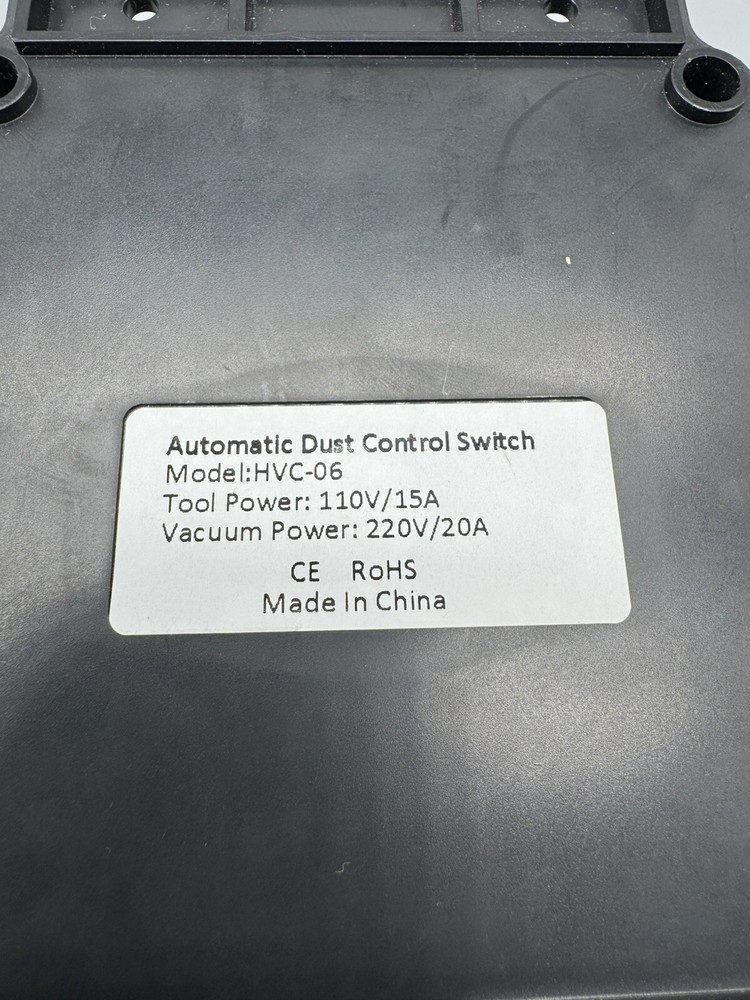 Automatic Dust Control Switch
Model:HVC-06
Tool Power: 110V/15A
Vacuum Power: 220V/20A
CE RoHS
Made In China